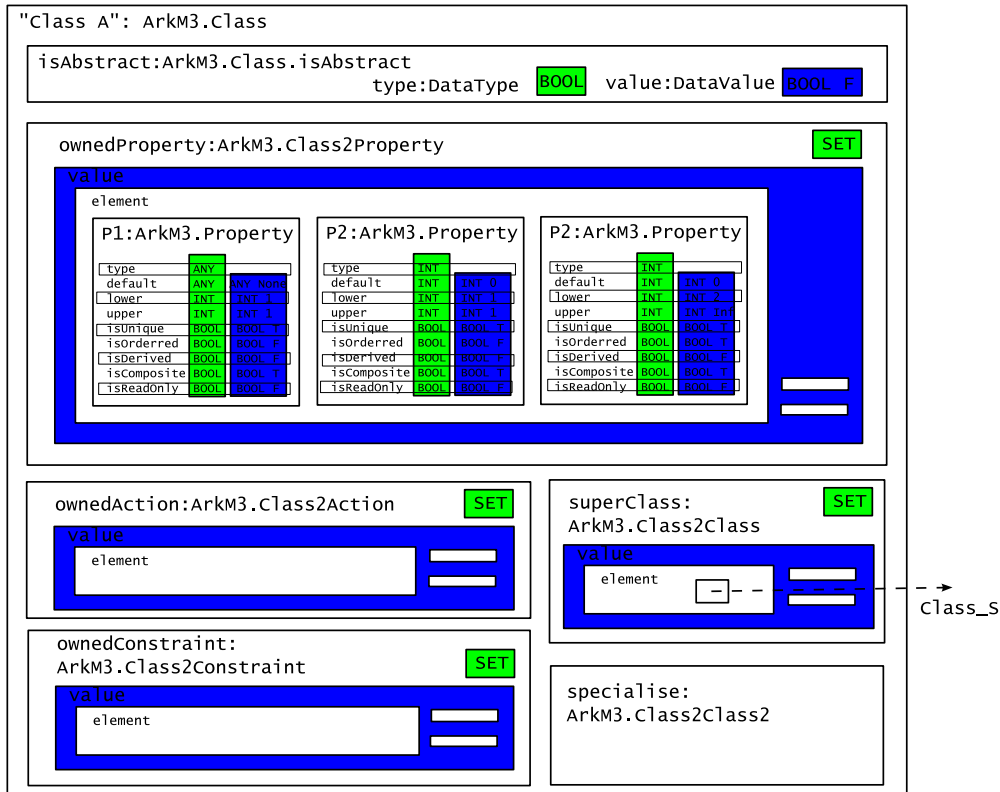 "Class A": ArkM3.Class
isAbstract:ArkM3.Class.isAbstract
type:DataType BOOL value:DataValue BOOL F
ownedProperty:ArkM3.Class2Property SET
value
element
P1:ArkM3.Property
type ANY
default ANY ANY None
lower INT INT 1
upper INT INT 1
isUnique BOOL BOOL T
isOrderred BOOL BOOL F
isDerived BOOL BOOL F
isComposite BOOL BOOL T
isReadOnly BOOL BOOL F
P2:ArkM3.Property
type INT
default INT INT 0
lower INT INT 1
upper INT INT 1
isUnique BOOL BOOL T
isOrderred BOOL BOOL F
isDerived BOOL BOOL F
isComposite BOOL BOOL T
isReadOnly BOOL BOOL F
P2:ArkM3.Property
type INT
default INT INT 0
lower INT INT 2
upper INT INT Inf
isUnique BOOL BOOL T
isOrderred BOOL BOOL T
isDerived BOOL BOOL F
isComposite BOOL BOOL T
isReadOnly BOOL BOOL F
ownedAction:ArkM3.Class2Action SET
value
element
superClass: SET
ArkM3.Class2Class
value
element
Class_S
ownedConstraint:
ArkM3.Class2Constraint SET
value
element
specialise:
ArkM3.Class2Class2